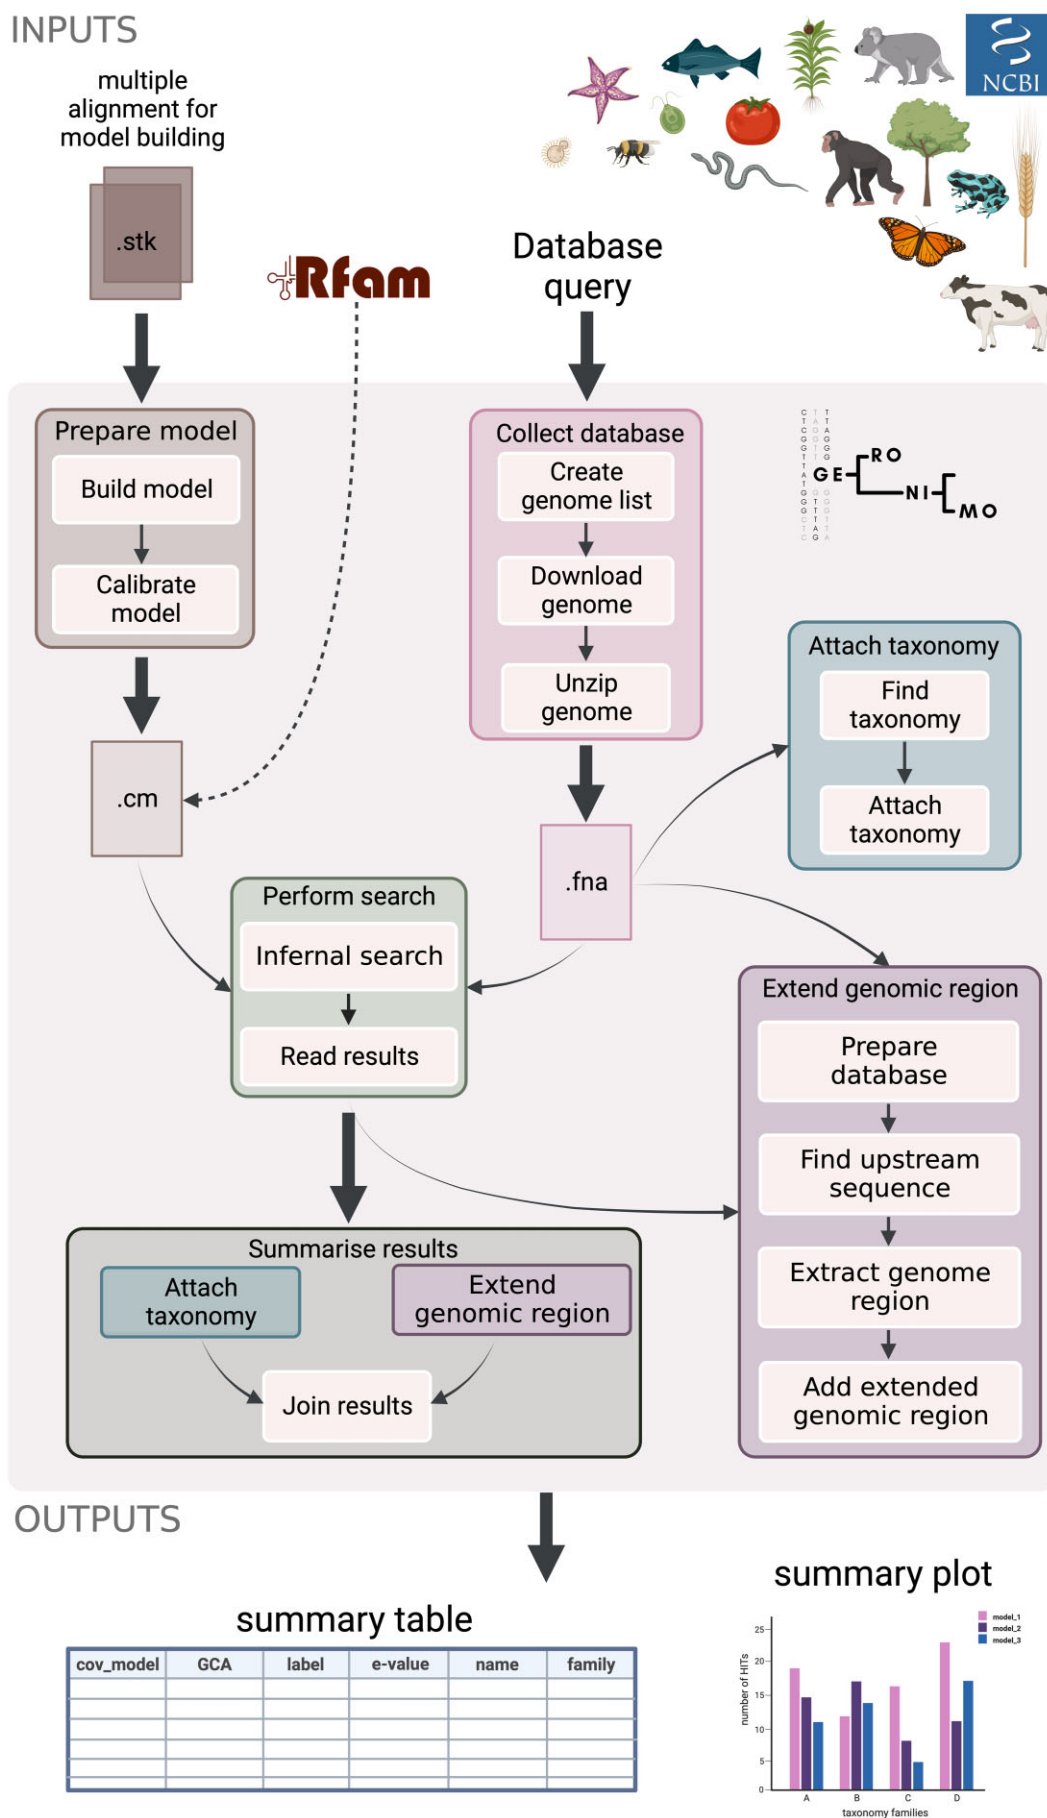 INPUTS
multiple
alignment for
model building
.stk
Rfam
Database
query
NCBI
Prepare model
Build model
Calibrate
model
.cm
Collect database
Create
genome list
Download
genome
Unzip
genome
.fna
GE
RO
NI
MO
Attach taxonomy
Find
taxonomy
Attach
taxonomy
Perform search
Infernal search
Read results
Extend genomic region
Prepare
database
Find upstream
sequence
Extract genome
region
Add extended
genomic region
Summarise results
Attach
taxonomy
Extend
genomic region
Join results
OUTPUTS
summary table
cov_model GCA label e-value name family
summary plot
model_1
model_2
model_3
number of HITs
25
20
15
10
5
0
A B C D
taxonomy families